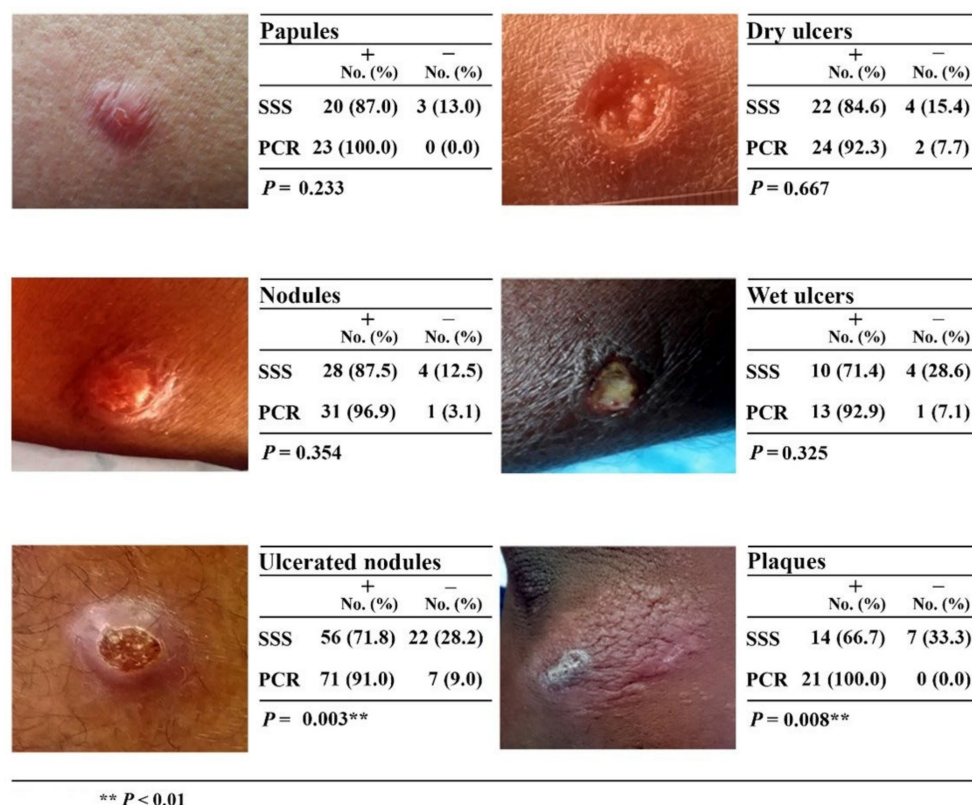 Papules
+ −
No. (%) No. (%)
SSS 20 (87.0) 3 (13.0)
PCR 23 (100.0) 0 (0.0)
P = 0.233
Dry ulcers
+ −
No. (%) No. (%)
SSS 22 (84.6) 4 (15.4)
PCR 24 (92.3) 2 (7.7)
P = 0.667
Nodules
+ −
No. (%) No. (%)
SSS 28 (87.5) 4 (12.5)
PCR 31 (96.9) 1 (3.1)
P = 0.354
Wet ulcers
+ −
No. (%) No. (%)
SSS 10 (71.4) 4 (28.6)
PCR 13 (92.9) 1 (7.1)
P = 0.325
Ulcerated nodules
+ −
No. (%) No. (%)
SSS 56 (71.8) 22 (28.2)
PCR 71 (91.0) 7 (9.0)
P = 0.003**
Plaques
+ −
No. (%) No. (%)
SSS 14 (66.7) 7 (33.3)
PCR 21 (100.0) 0 (0.0)
P = 0.008**
** P < 0.01